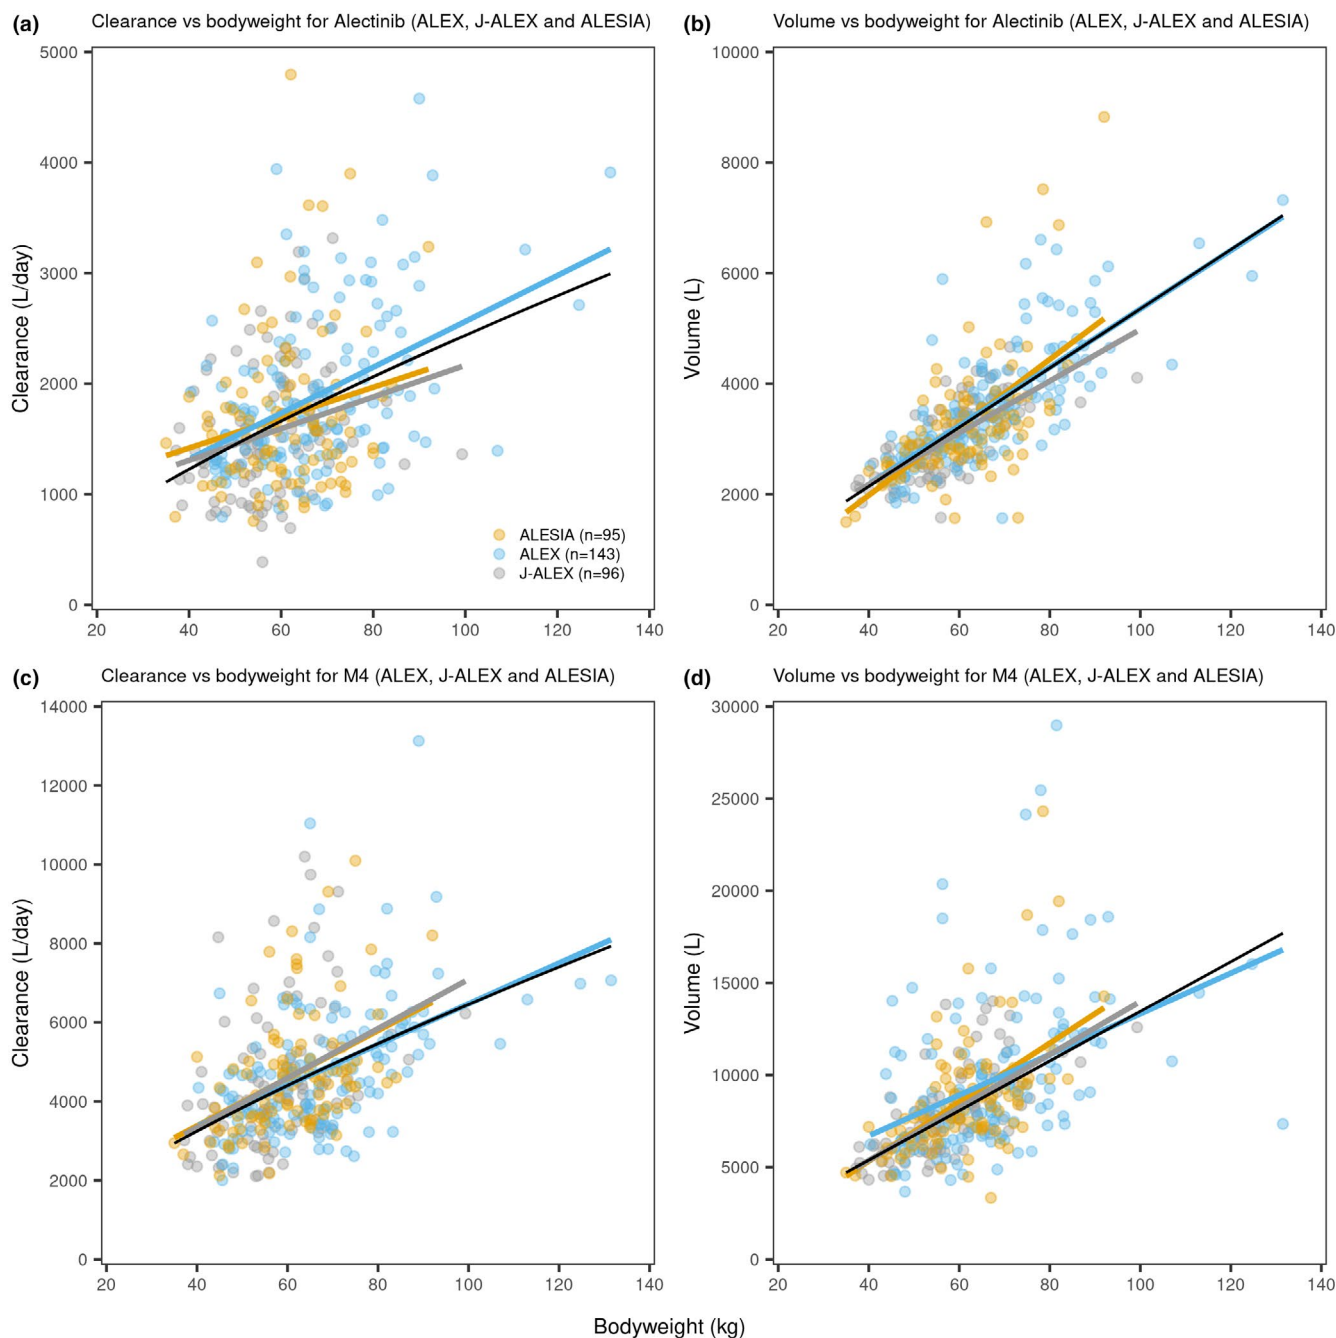 (a) Clearance vs bodyweight for Alectinib (ALEX, J-ALEX and ALESIA)
5000
4000
3000
2000
1000
0
Clearance (L/day)
ALESIA (n=95)
ALEX (n=143)
J-ALEX (n=96)
20 40 60 80 100 120 140
(b) Volume vs bodyweight for Alectinib (ALEX, J-ALEX and ALESIA)
10000
8000
6000
4000
2000
0
Volume (L)
20 40 60 80 100 120 140
(c) Clearance vs bodyweight for M4 (ALEX, J-ALEX and ALESIA)
14000
12000
10000
8000
6000
4000
2000
0
Clearance (L/day)
20 40 60 80 100 120 140
(d) Volume vs bodyweight for M4 (ALEX, J-ALEX and ALESIA)
30000
25000
20000
15000
10000
5000
0
Volume (L)
20 40 60 80 100 120 140
Bodyweight (kg)